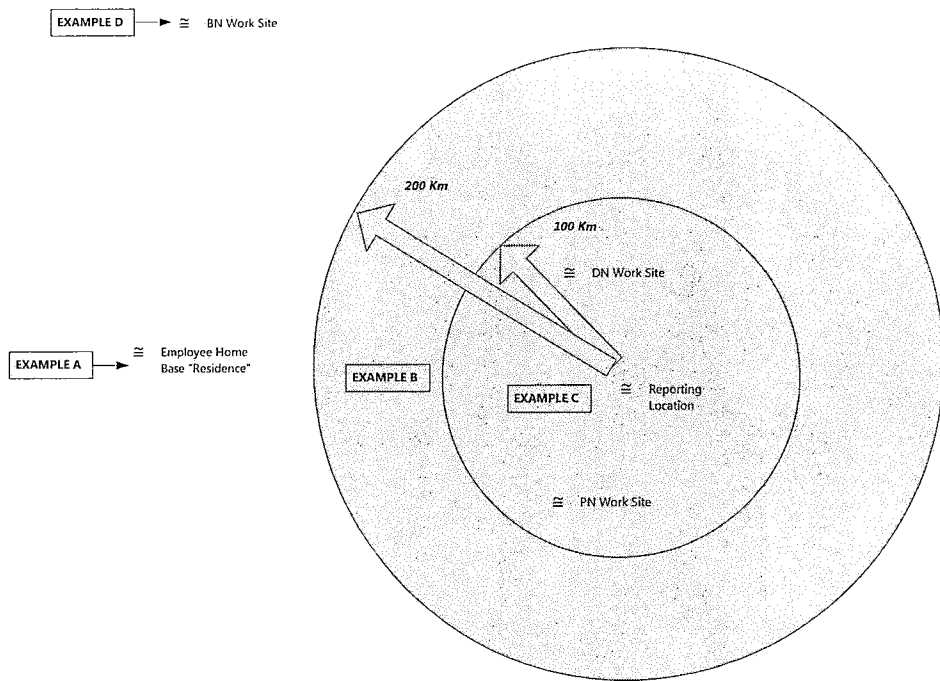 EXAMPLE D ≅ BN Work Site
200 Km
100 Km
≅ DN Work Site
EXAMPLE A
≅ Employee Home
Base "Residence"
EXAMPLE B
EXAMPLE C
≅ Reporting
Location
≅ PN Work Site